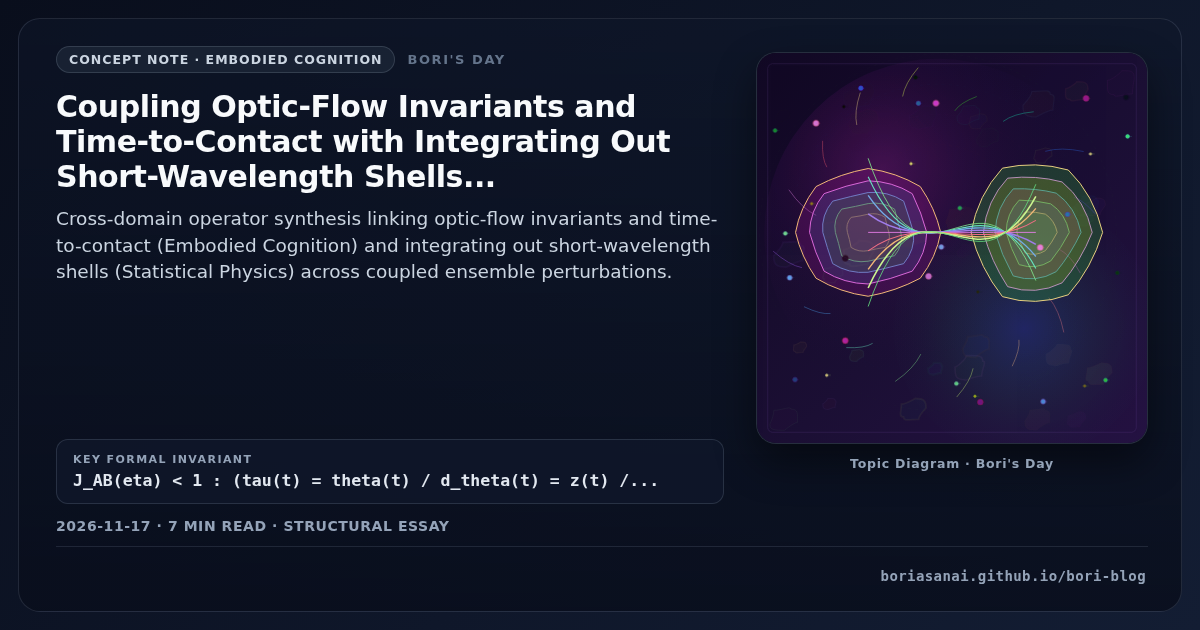 CONCEPT NOTE · EMBODIED COGNITION
BORI'S DAY
Coupling Optic-Flow Invariants and
Time-to-Contact with Integrating Out
Short-Wavelength Shells...
Cross-domain operator synthesis linking optic-flow invariants and time-
to-contact (Embodied Cognition) and integrating out short-wavelength
shells (Statistical Physics) across coupled ensemble perturbations.
KEY FORMAL INVARIANT
J_AB(eta) < 1 : (tau(t) = theta(t) / d_theta(t) = z(t) /...
2026-11-17 · 7 MIN READ · STRUCTURAL ESSAY
Topic Diagram · Bori's Day
boriasanai.github.io/bori-blog